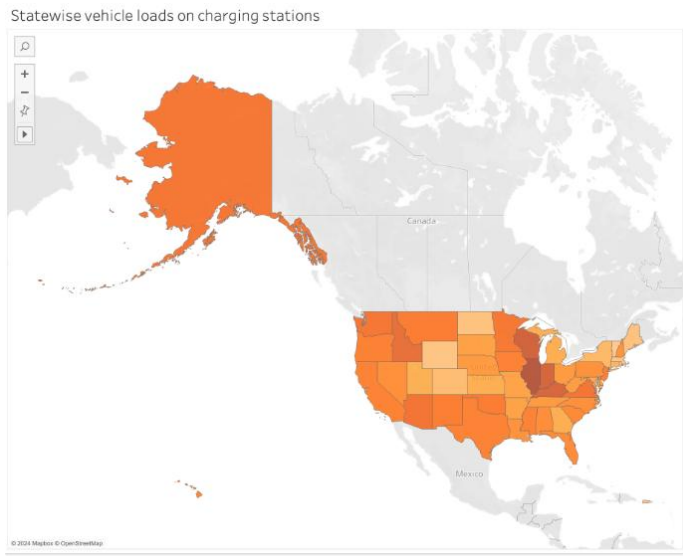 Statewise vehicle loads on charging stations
Canada
Mexico
© 2024 Mapbox © OpenStreetMap